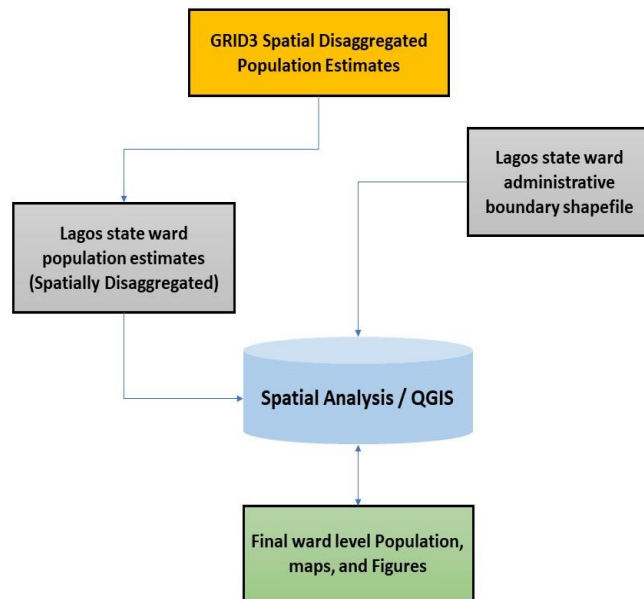 GRID3 Spatial Disaggregated
Population Estimates
Lagos state ward
administrative
boundary shapefile
Lagos state ward
population estimates
(Spatially Disaggregated)
Spatial Analysis / QGIS
Final ward level Population,
maps, and Figures